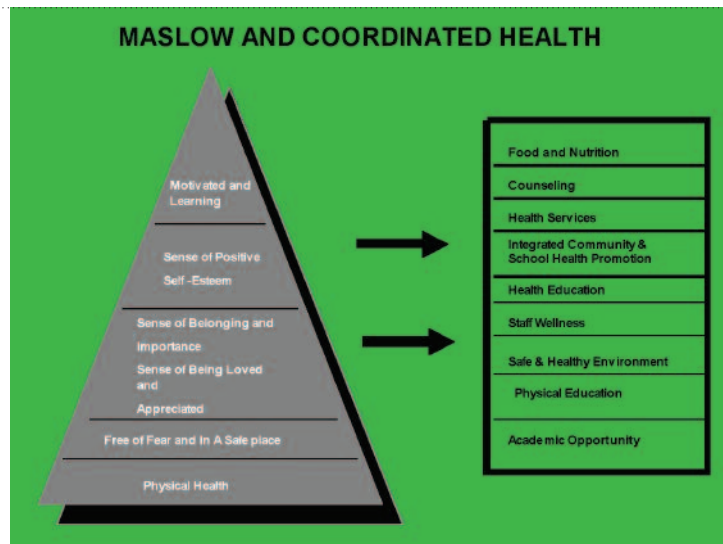 MASLOW AND COORDINATED HEALTH
Motivated and
Learning
Sense of Positive
Self -Esteem
Sense of Belonging and
Importance
Sense of Being Loved
and
Appreciated
Free of Fear and In A Safe place
Physical Health
Food and Nutrition
Counseling
Health Services
Integrated Community &
School Health Promotion
Health Education
Staff Wellness
Safe & Healthy Environment
Physical Education
Academic Opportunity